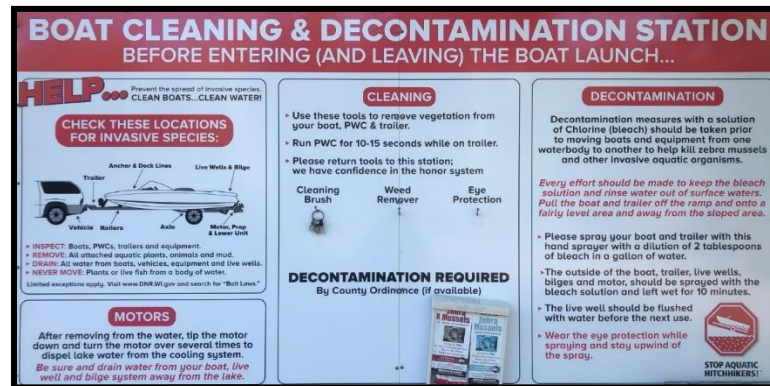 BOAT CLEANING & DECONTAMINATION STATION
BEFORE ENTERING (AND LEAVING) THE BOAT LAUNCH...
HELP...
Prevent the spread of invasive species.
CLEAN BOATS...CLEAN WATER!
CHECK THESE LOCATIONS
FOR INVASIVE SPECIES:
Anchor & Dock Lines
Live Wells & Bilge
Trailer
Vehicle
Rollers
Axle
Motor, Prop
& Lower Unit
▸ INSPECT: Boats, PWCs, trailers and equipment.
▸ REMOVE: All attached aquatic plants, animals and mud.
▸ DRAIN: All water from boats, vehicles, equipment and live wells.
▸ NEVER MOVE: Plants or live fish from a body of water.
Limited exceptions apply. Visit www.DNR.WI.gov and search for "Bait Laws."
MOTORS
After removing from the water, tip the motor
down and turn the motor over several times to
dispel lake water from the cooling system.
Be sure and drain water from your boat, live
well and bilge system away from the lake.
CLEANING
▸ Use these tools to remove vegetation from
your boat, PWC & trailer.
▸ Run PWC for 10-15 seconds while on trailer.
▸ Please return tools to this station;
we have confidence in the honor system
Cleaning
Brush
Weed
Remover
Eye
Protection
DECONTAMINATION REQUIRED
By County Ordinance (if available)
Zebra
Mussels
DECONTAMINATION
Decontamination measures with a solution
of Chlorine (bleach) should be taken prior
to moving boats and equipment from one
waterbody to another to help kill zebra mussels
and other invasive aquatic organisms.
Every effort should be made to keep the bleach
solution and rinse water out of surface waters.
Pull the boat and trailer off the ramp and onto a
fairly level area and away from the sloped area.
▸ Please spray your boat and trailer with this
hand sprayer with a dilution of 2 tablespoons
of bleach in a gallon of water.
▸ The outside of the boat, trailer, live wells,
bilges and motor, should be sprayed with the
bleach solution and left wet for 10 minutes.
▸ The live well should be flushed
with water before the next use.
▸ Wear the eye protection while
spraying and stay upwind of
the spray.
STOP AQUATIC
HITCHHIKERS!